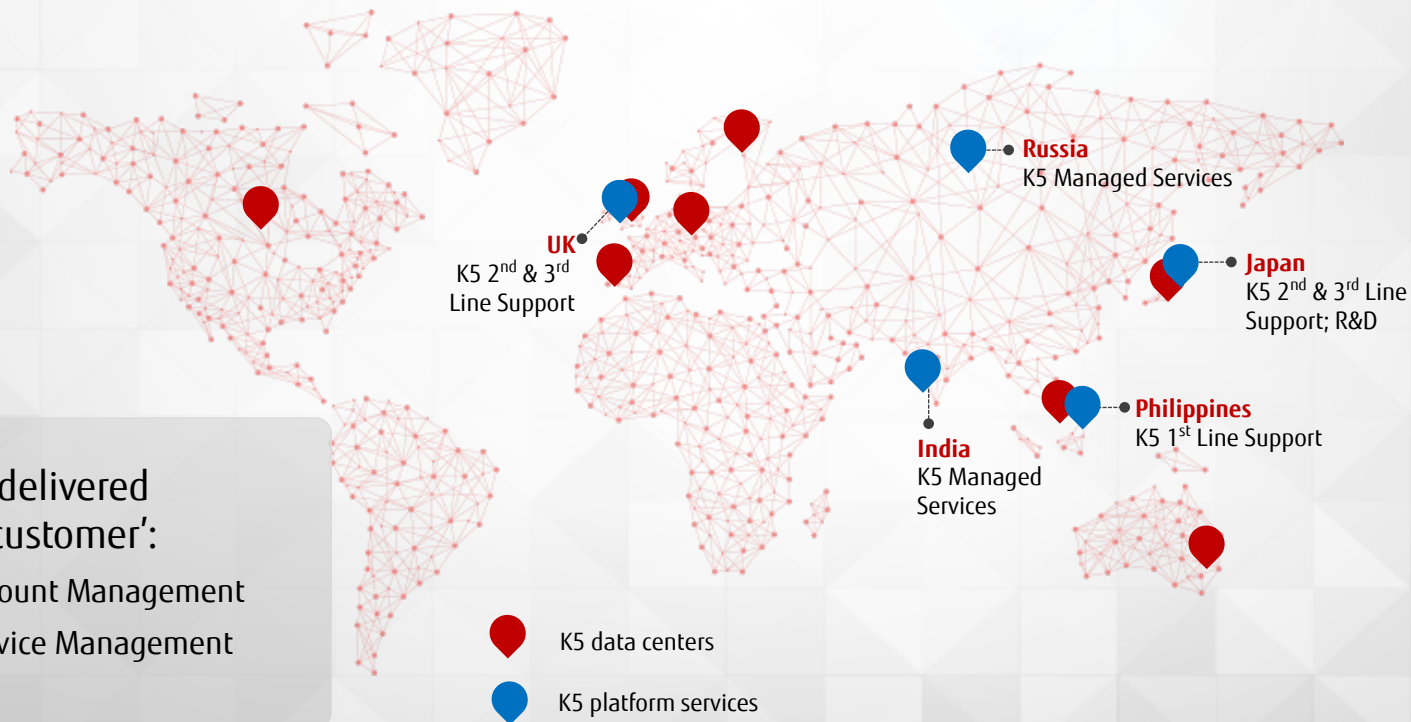 Russia
K5 Managed Services
UK
K5 2nd & 3rd
Line Support
Japan
K5 2nd & 3rd Line
Support; R&D
Philippines
K5 1st Line Support
India
K5 Managed
Services
delivered
customer’:
ount Management
vice Management
K5 data centers
K5 platform services